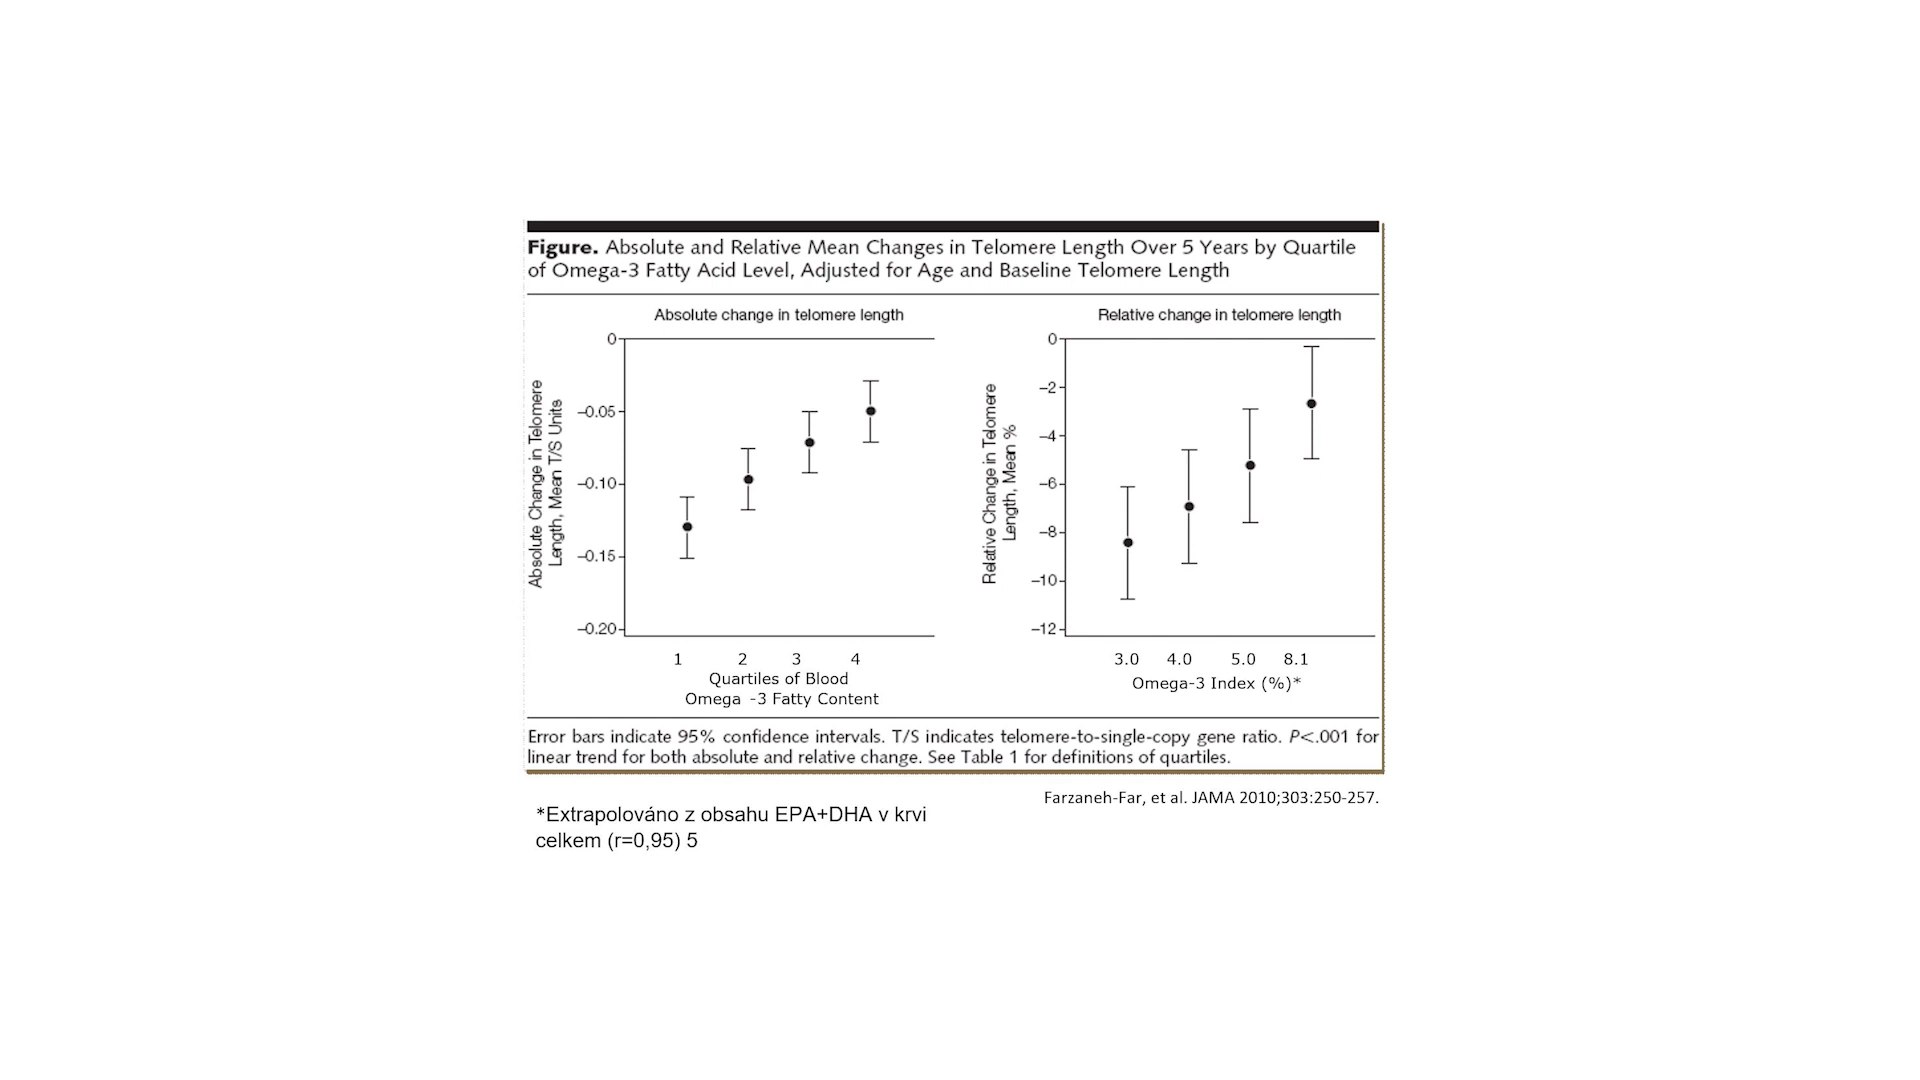 Figure. Absolute and Relative Mean Changes in Telomere Length Over 5 Years by Quartile
of Omega-3 Fatty Acid Level, Adjusted for Age and Baseline Telomere Length
Absolute change in telomere length
Absolute Change in Telomere
Length, Mean T/S Units
0
–0.05
–0.10
–0.15
–0.20
1 2 3 4
Quartiles of Blood
Omega -3 Fatty Content
Relative change in telomere length
Relative Change in Telomere
Length, Mean %
0
–2
–4
–6
–8
–10
–12
3.0 4.0 5.0 8.1
Omega-3 Index (%)*
Error bars indicate 95% confidence intervals. T/S indicates telomere-to-single-copy gene ratio. P<.001 for
linear trend for both absolute and relative change. See Table 1 for definitions of quartiles.
Farzaneh-Far, et al. JAMA 2010;303:250-257.
*Extrapolováno z obsahu EPA+DHA v krvi
celkem (r=0,95) 5